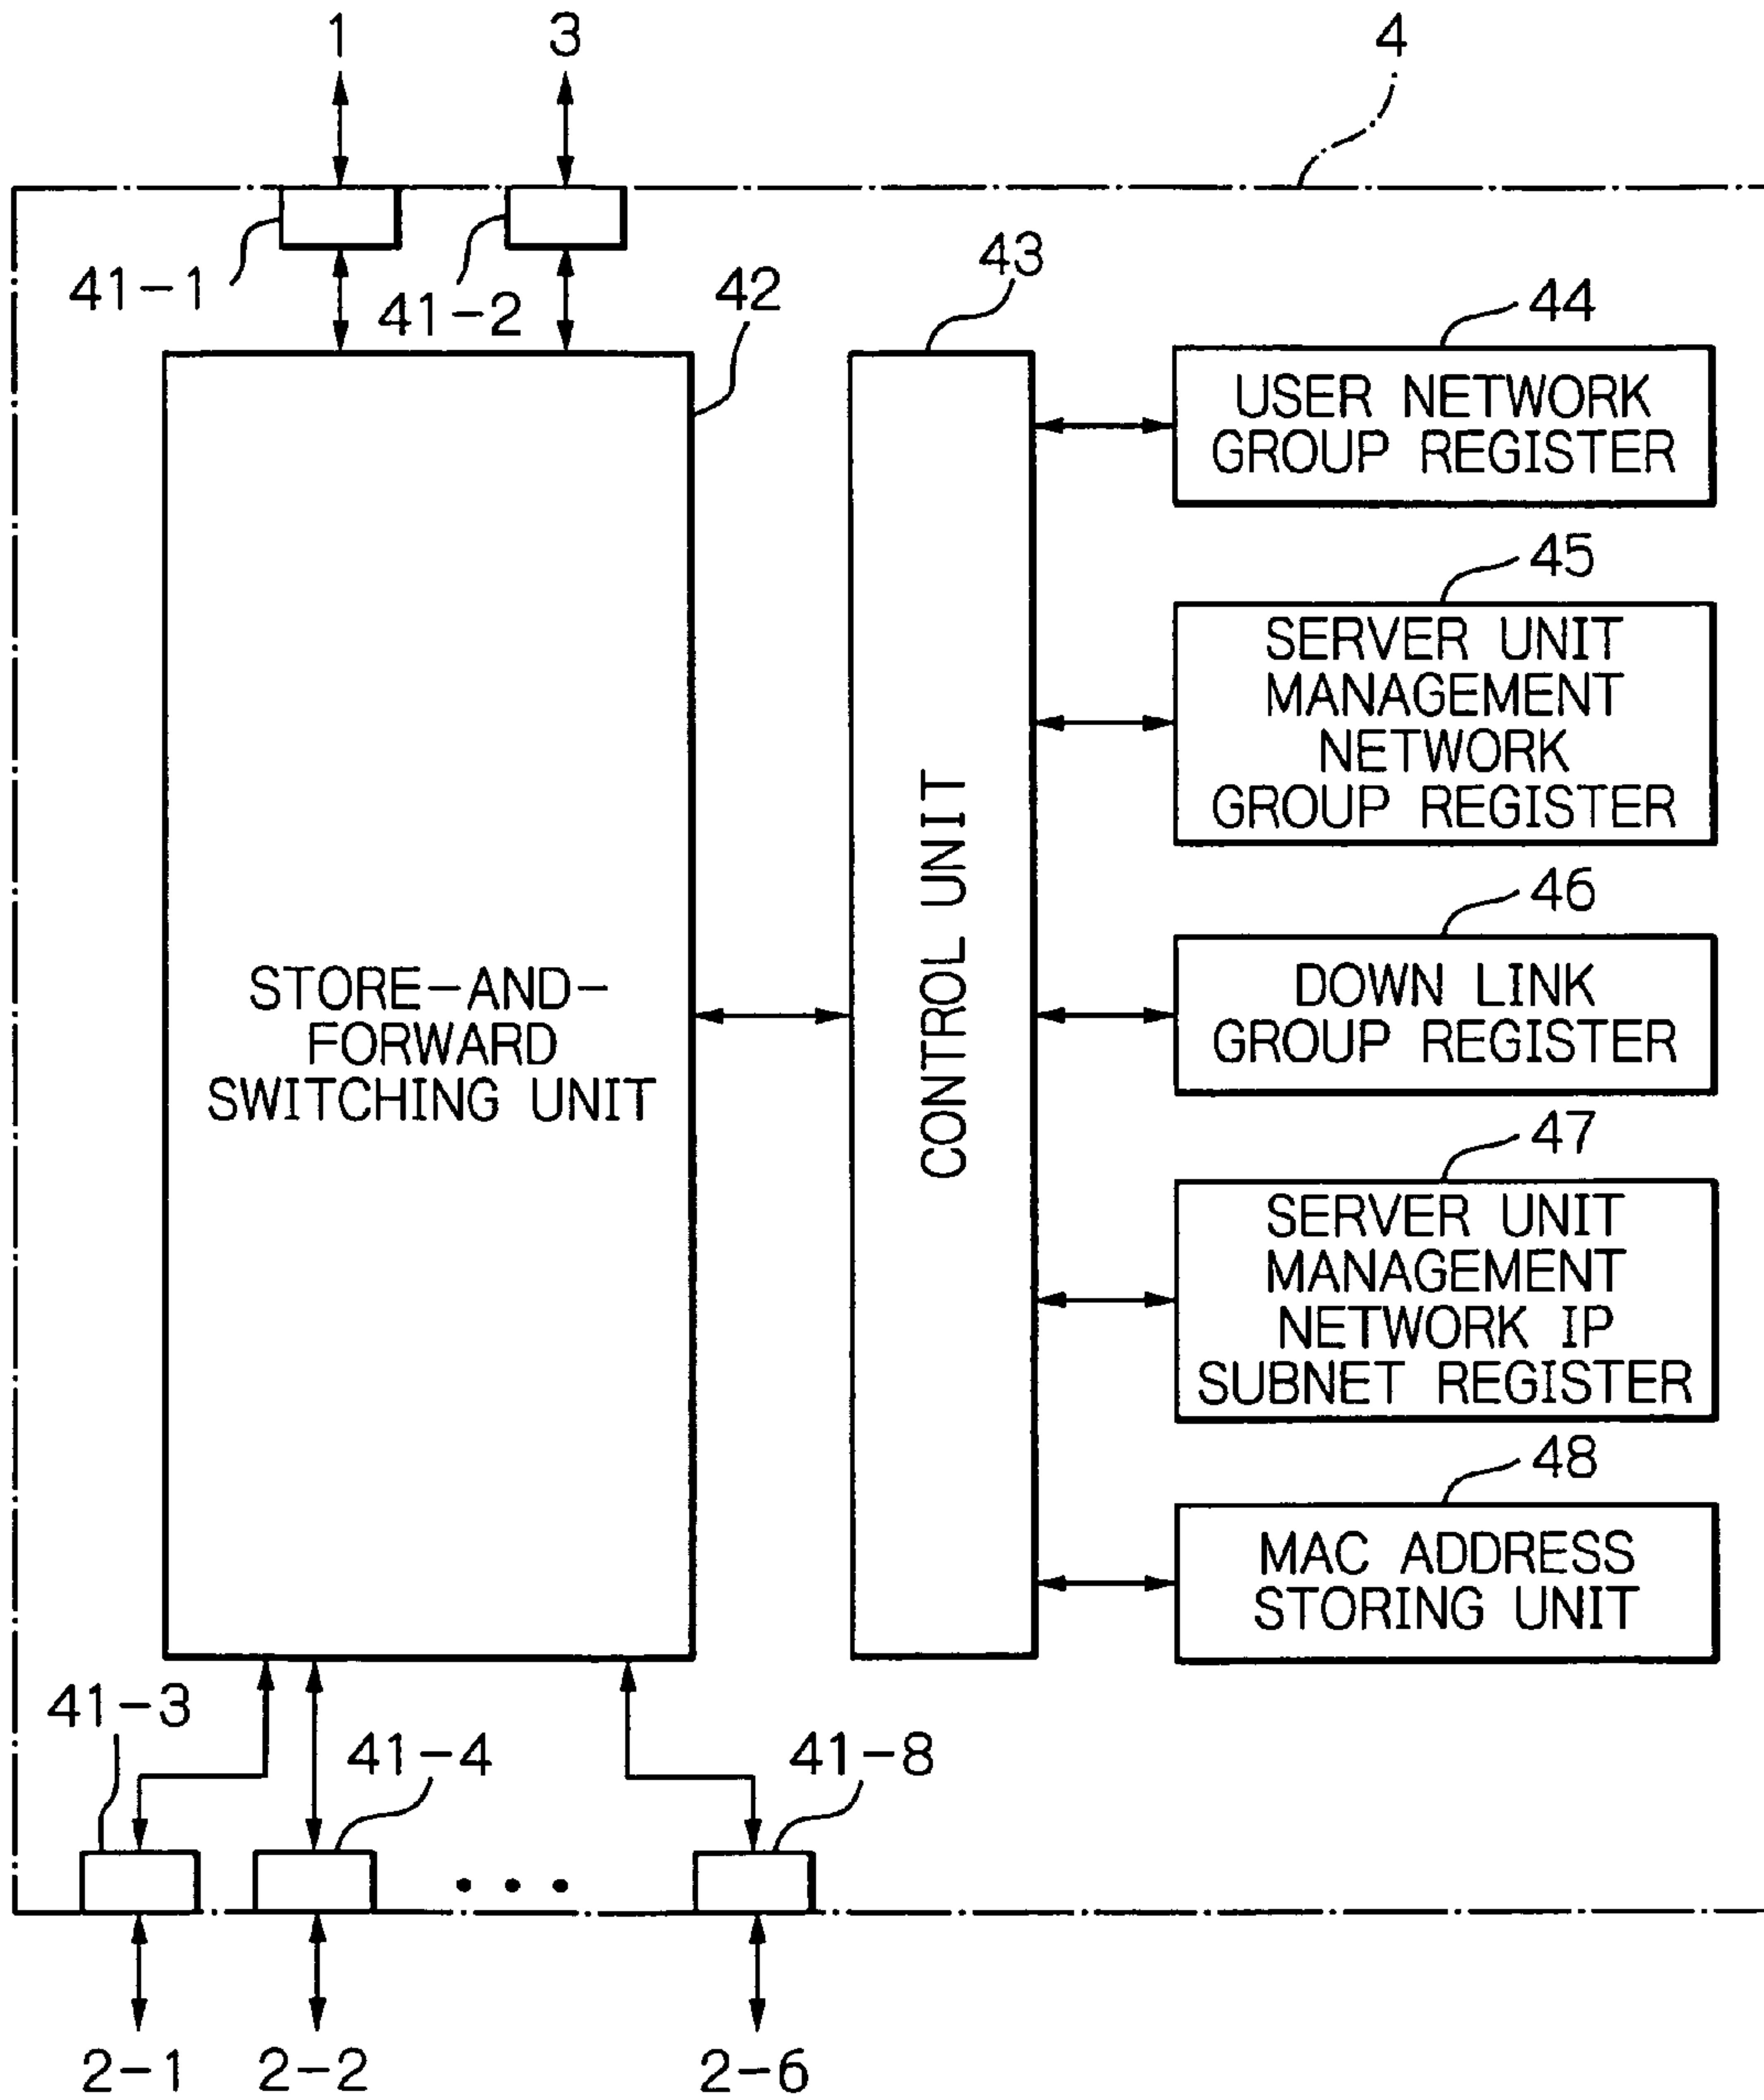 1
3
4
41-1
41-2
42
43
44
USER NETWORK
GROUP REGISTER
45
SERVER UNIT
MANAGEMENT
NETWORK
GROUP REGISTER
CONTROL UNIT
46
STORE-AND-
FORWARD
SWITCHING UNIT
DOWN LINK
GROUP REGISTER
47
SERVER UNIT
MANAGEMENT
NETWORK IP
SUBNET REGISTER
48
MAC ADDRESS
STORING UNIT
41-3
41-4
41-8
• • •
2-1
2-2
2-6